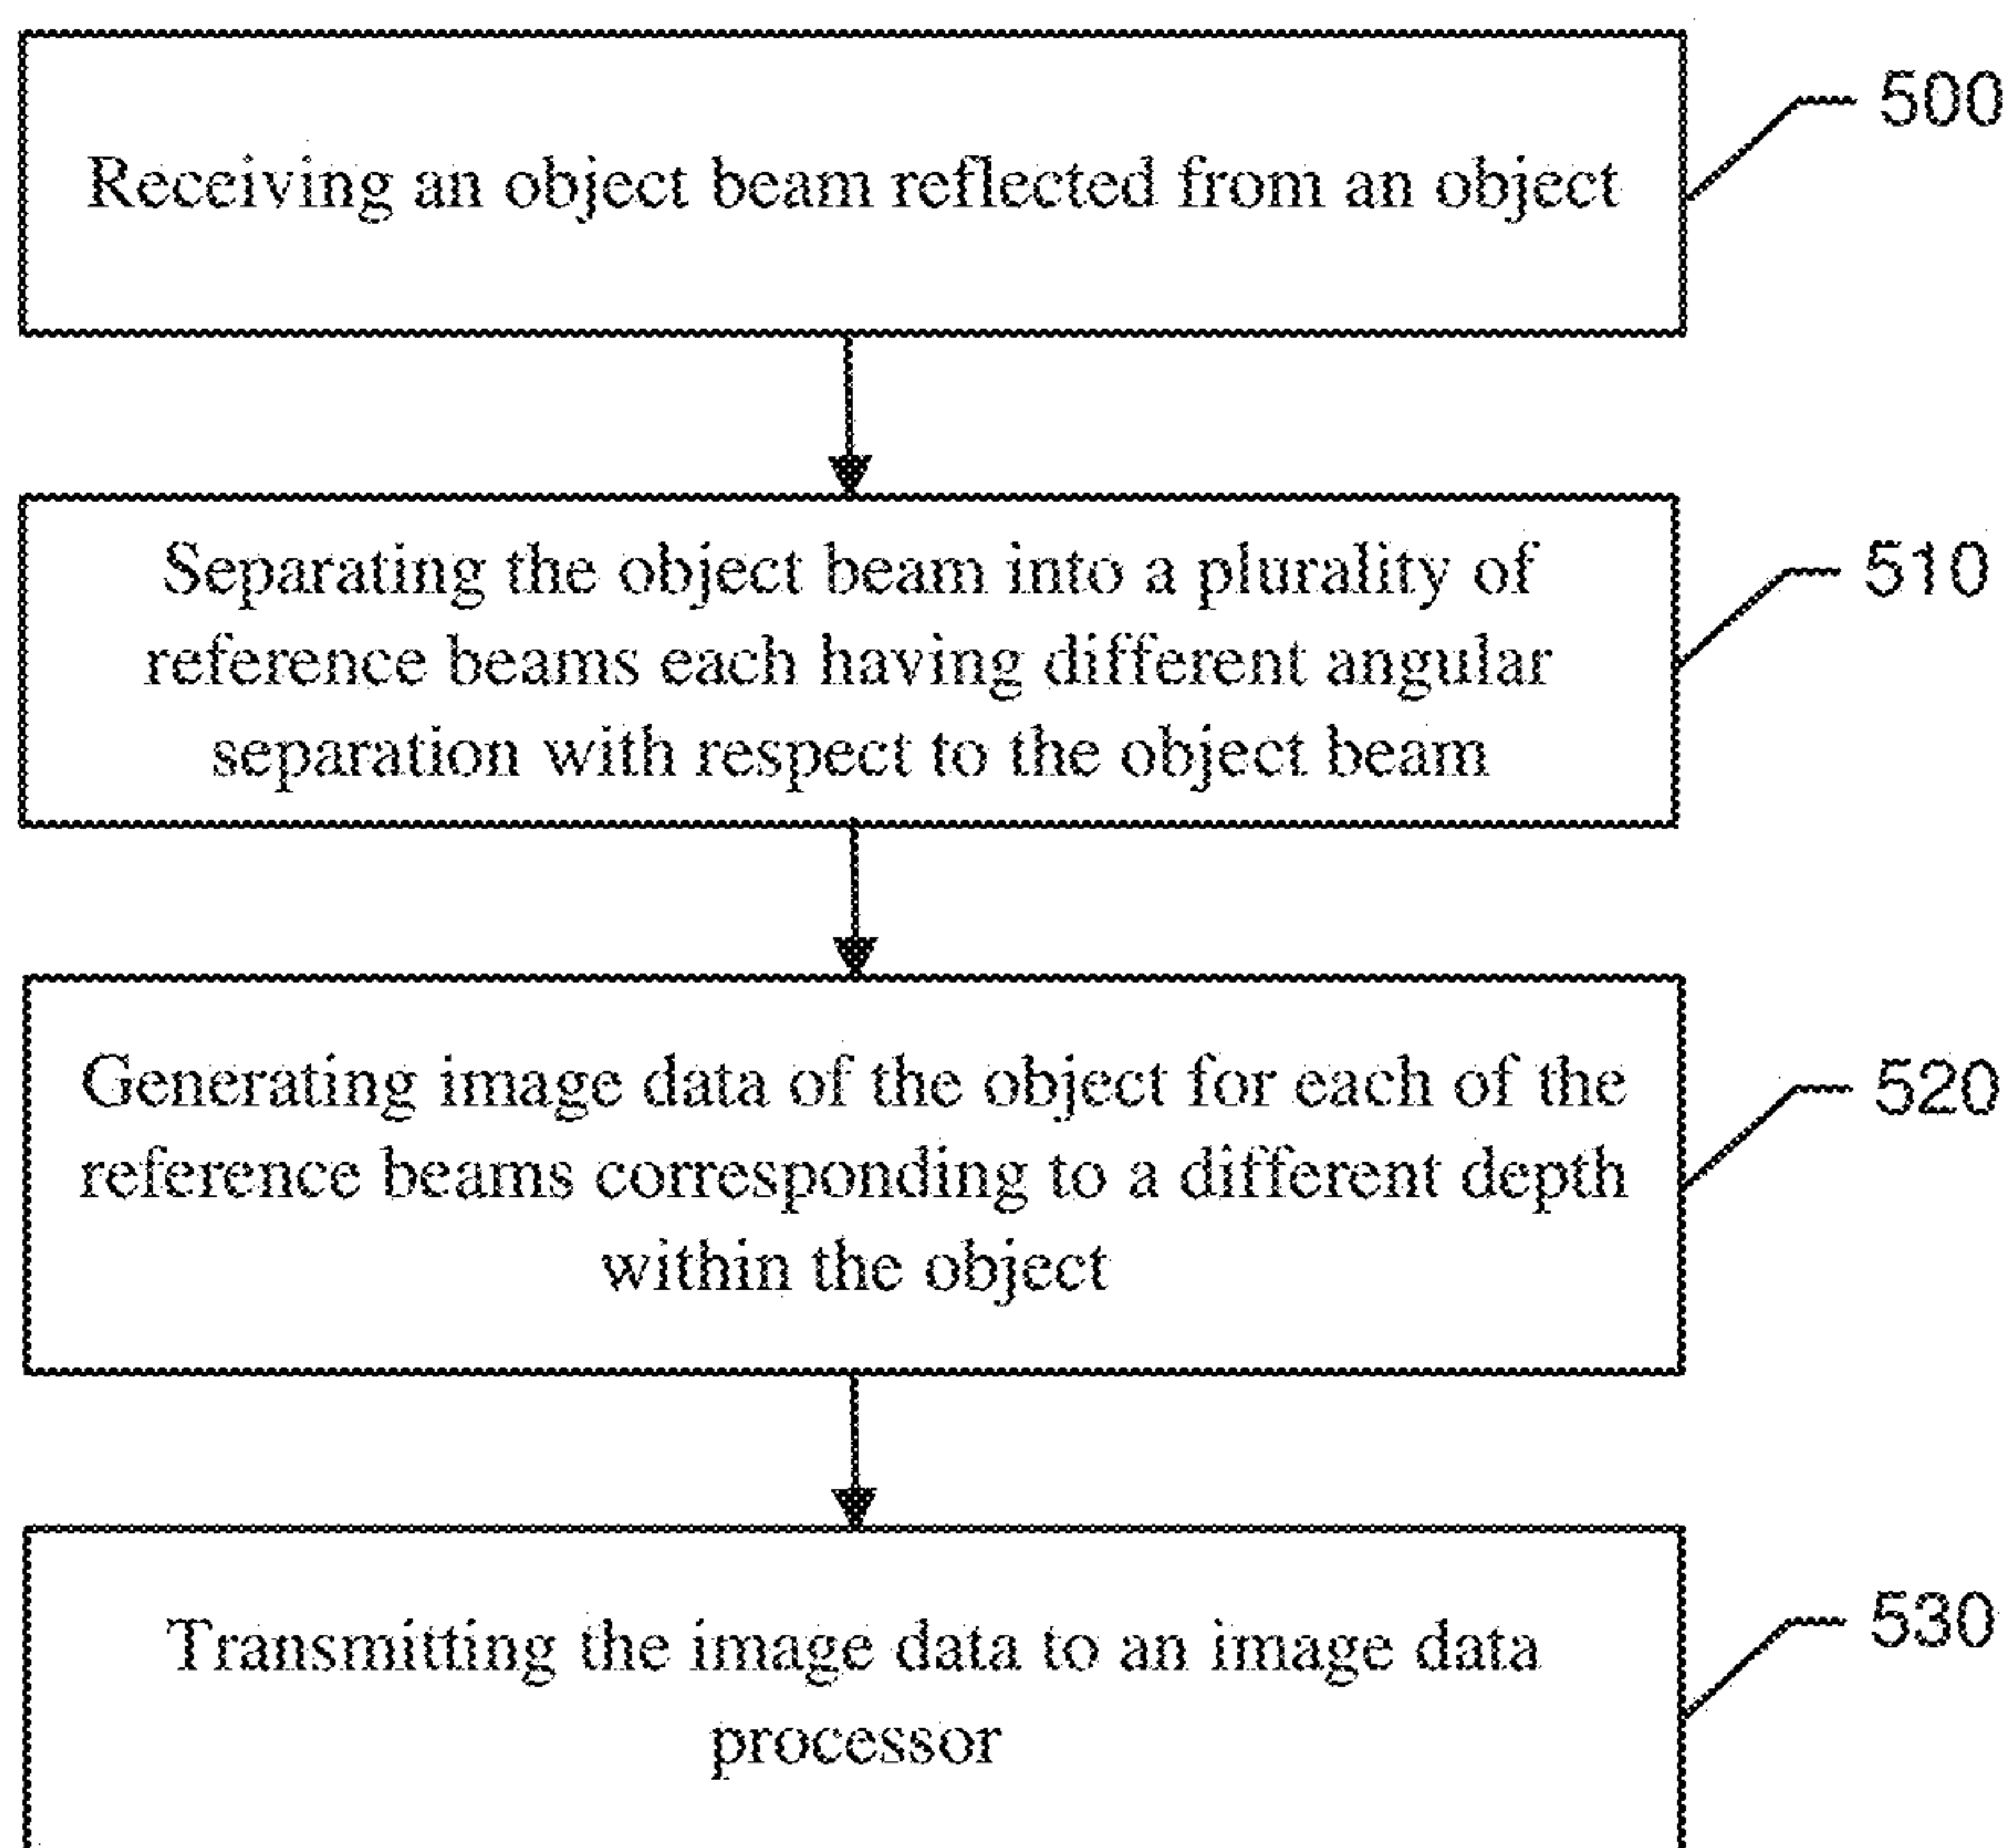 Receiving an object beam reflected from an object
500
Separating the object beam into a plurality of
reference beams each having different angular
separation with respect to the object beam
510
Generating image data of the object for each of the
reference beams corresponding to a different depth
within the object
520
Transmitting the image data to an image data
processor
530